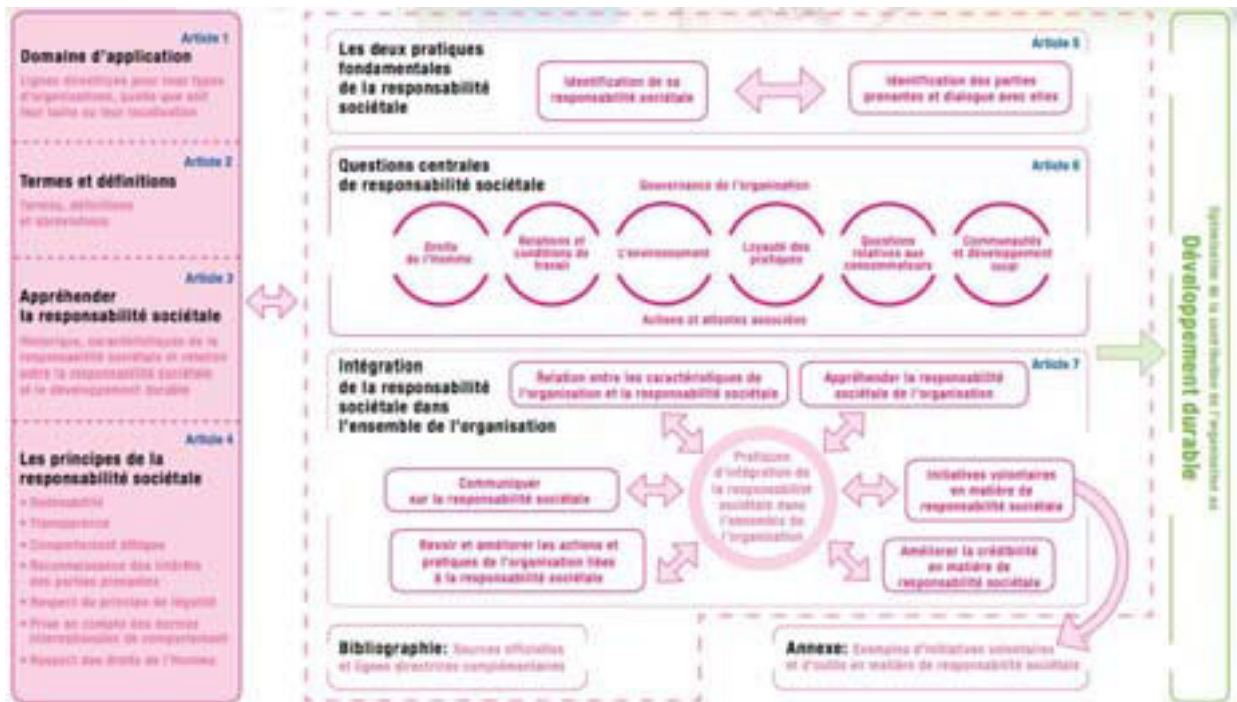 Article 1
Domaine d'application
Lignes directrices pour tout type
d'organisations, quelle que soit
leur taille ou leur localisation
Article 2
Termes et définitions
Termes, définitions
et abréviations
Article 3
Appréhender
la responsabilité sociétale
Historique, caractéristiques de la
responsabilité sociétale et relation
entre la responsabilité sociétale
et le développement durable
Article 4
Les principes de la
responsabilité sociétale
• Redevabilité
• Transparence
• Comportement éthique
• Reconnaissance des intérêts
des parties prenantes
• Respect du principe de légalité
• Prise en compte des normes
internationales de comportement
• Respect des droits de l'Homme
Les deux pratiques
fondamentales
de la responsabilité
sociétale
Article 5
Identification de sa
responsabilité sociétale
Identification des parties
prenantes et dialogue avec elles
Questions centrales
de responsabilité sociétale
Article 6
Gouvernance de l'organisation
Droits
de l'Homme
Relations et
conditions de
travail
L'environnement
Loyauté des
pratiques
Questions
relatives aux
consommateurs
Communautés
et développement
local
Actions et attentes associées
Intégration
de la responsabilité
sociétale dans
l'ensemble de l'organisation
Article 7
Relation entre les caractéristiques de
l'organisation et la responsabilité sociétale
Appréhender la responsabilité
sociétale de l'organisation
Communiquer
sur la responsabilité sociétale
Pratiques
d'intégration de
la responsabilité
sociétale dans
l'ensemble de
l'organisation
Initiatives volontaires
en matière de
responsabilité sociétale
Revoir et améliorer les actions et
pratiques de l'organisation liées
à la responsabilité sociétale
Améliorer la crédibilité
en matière de
responsabilité sociétale
Bibliographie: Sources officielles
et lignes directrices complémentaires
Annexe: Exemples d'initiatives volontaires
et d'outils en matière de responsabilité sociétale
Développement durable
de la contribution de l'organisation au